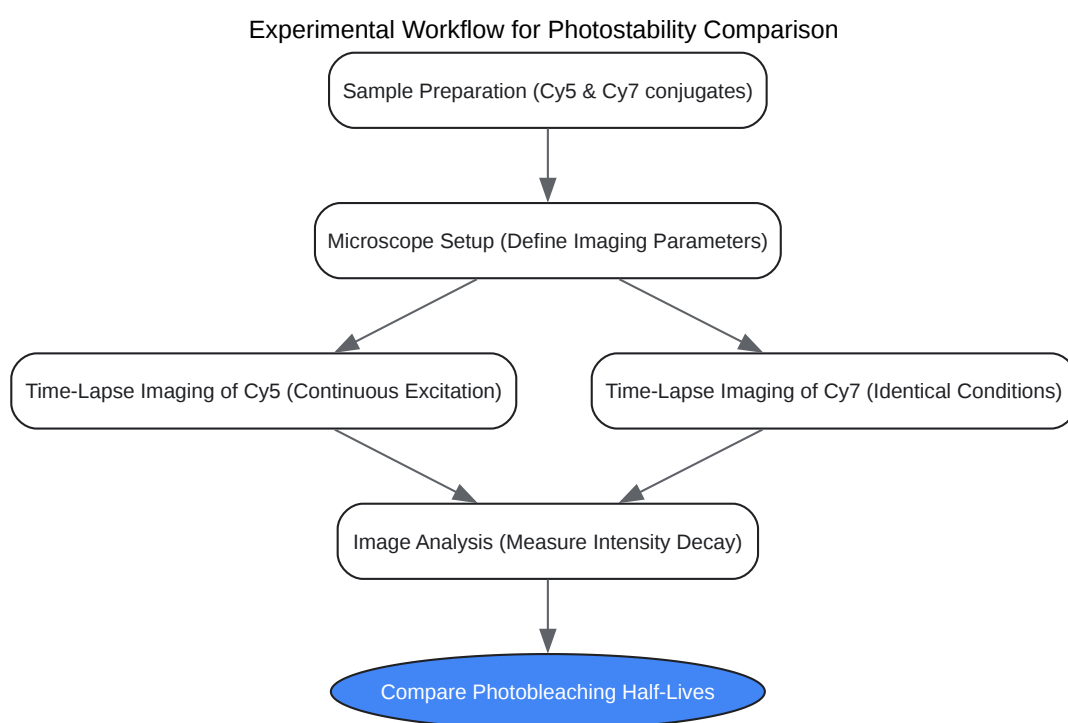 Experimental Workflow for Photostability Comparison
Sample Preparation (Cy5 & Cy7 conjugates)
Microscope Setup (Define Imaging Parameters)
Time-Lapse Imaging of Cy5 (Continuous Excitation)
Time-Lapse Imaging of Cy7 (Identical Conditions)
Image Analysis (Measure Intensity Decay)
Compare Photobleaching Half-Lives